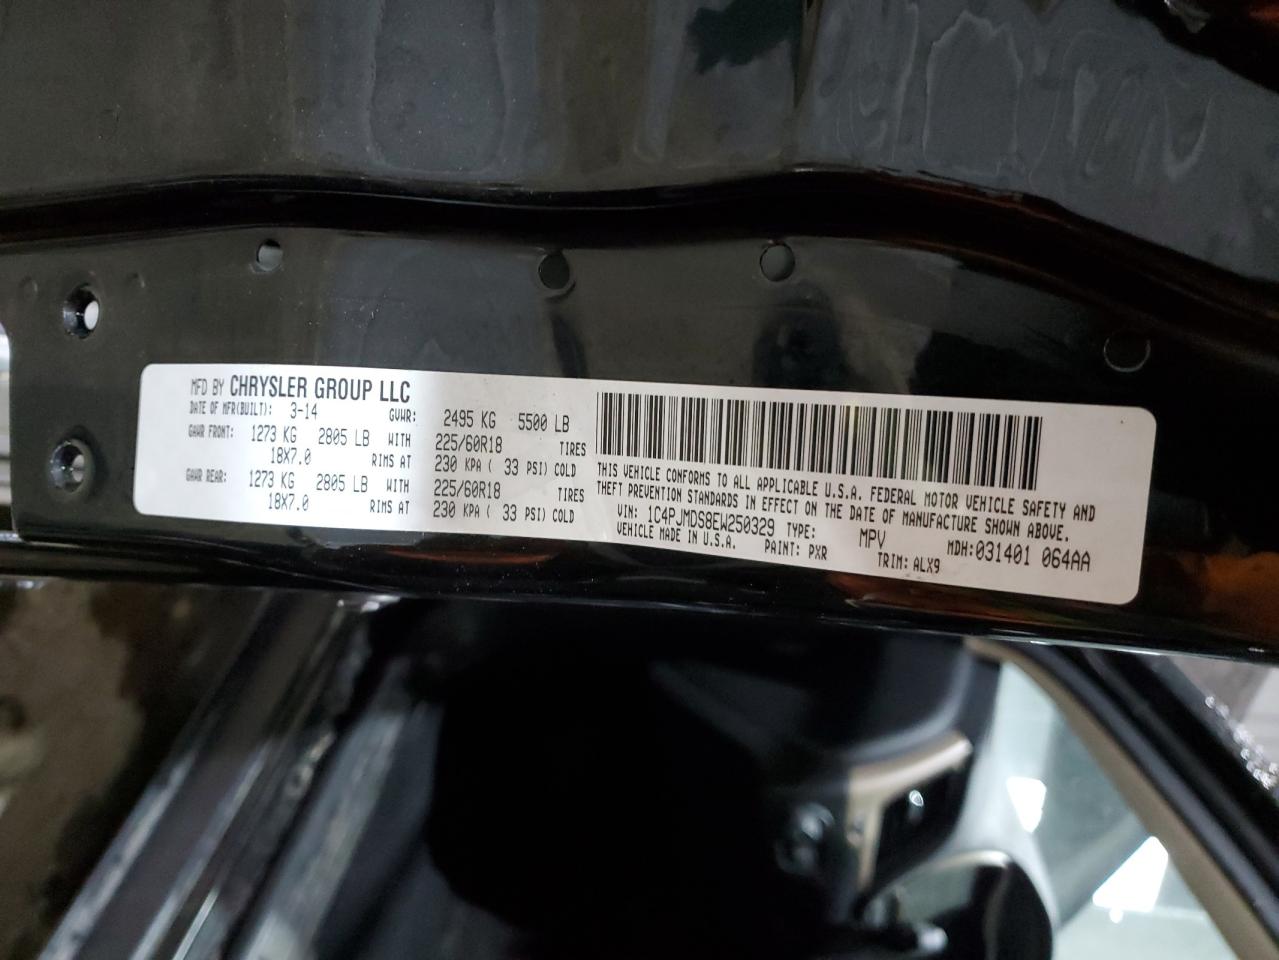 MFD BY CHRYSLER GROUP LLC
DATE OF MFR(BUILT): 3-14 GVWR: 2495 KG 5500 LB
GAWR FRONT: 1273 KG 2805 LB WITH 225/60R18 TIRES
18X7.0 RIMS AT 230 KPA ( 33 PSI) COLD
GAWR REAR: 1273 KG 2805 LB WITH 225/60R18 TIRES
18X7.0 RIMS AT 230 KPA ( 33 PSI) COLD
THIS VEHICLE CONFORMS TO ALL APPLICABLE U.S.A. FEDERAL MOTOR VEHICLE SAFETY AND
THEFT PREVENTION STANDARDS IN EFFECT ON THE DATE OF MANUFACTURE SHOWN ABOVE.
VIN: 1C4PJMDS8EW250329 TYPE: MPV MDH:031401 064AA
VEHICLE MADE IN U.S.A. PAINT: PXR TRIM: ALX9